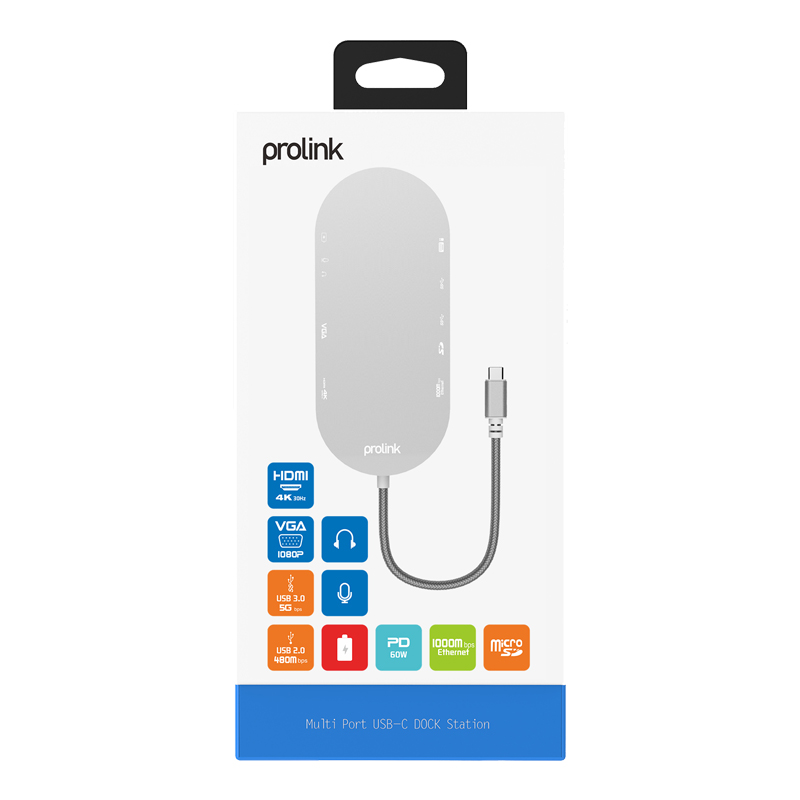 prolink
VGA
4K
prolink
HDMI
4K 30Hz
VGA
1080P
USB 3.0
5G bps
USB 2.0
480M bps
PD
60W
1000M bps
Ethernet
micro
SD
Multi Port USB-C DOCK Station